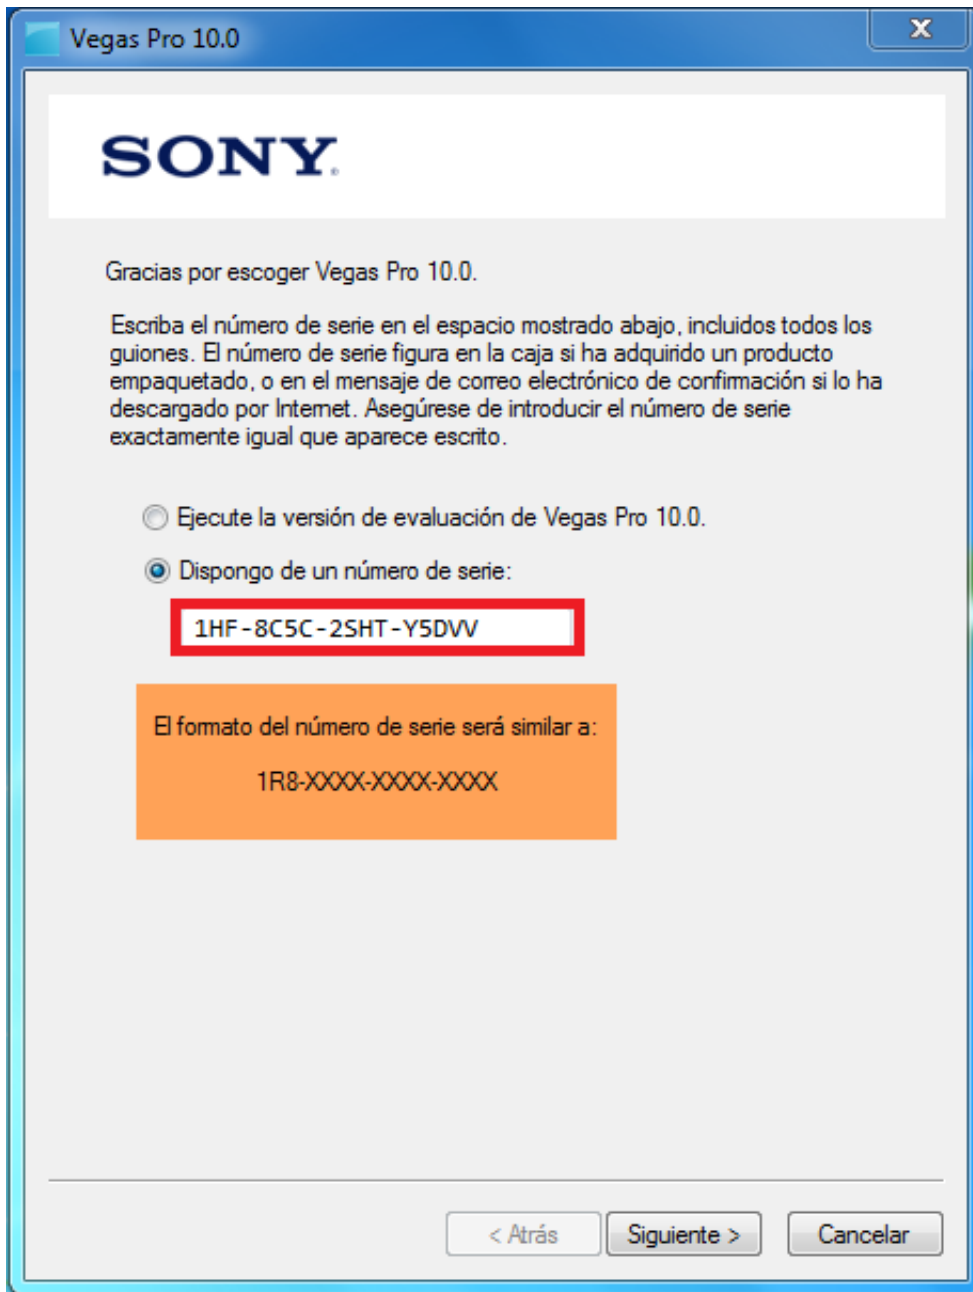 Vegas Pro 10.0
SONY
Gracias por escoger Vegas Pro 10.0.
Escriba el número de serie en el espacio mostrado abajo, incluidos todos los
guiones. El número de serie figura en la caja si ha adquirido un producto
empaquetado, o en el mensaje de correo electrónico de confirmación si lo ha
descargado por Internet. Asegúrese de introducir el número de serie
exactamente igual que aparece escrito.
Ejecute la versión de evaluación de Vegas Pro 10.0.
Dispongo de un número de serie:
1HF-8C5C-2SHT-Y5DVV
El formato del número de serie será similar a:
1R8-XXXX-XXXX-XXXX
< Atrás
Siguiente >
Cancelar